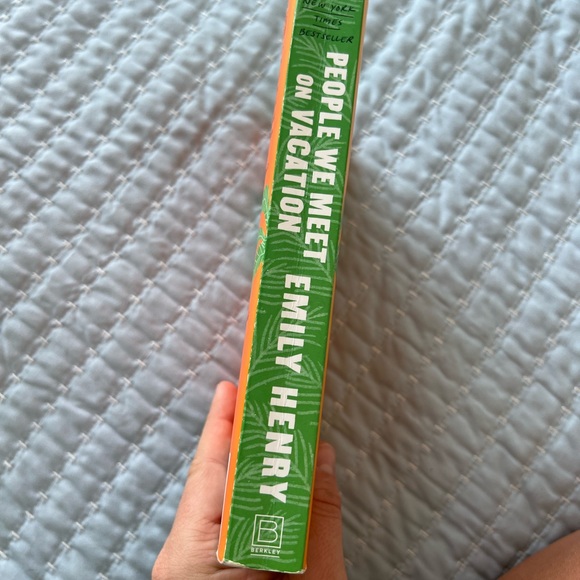 NEW YORK
TIMES
BESTSELLER
PEOPLE WE MEET
ON VACATION
EMILY HENRY
B
BERKLEY